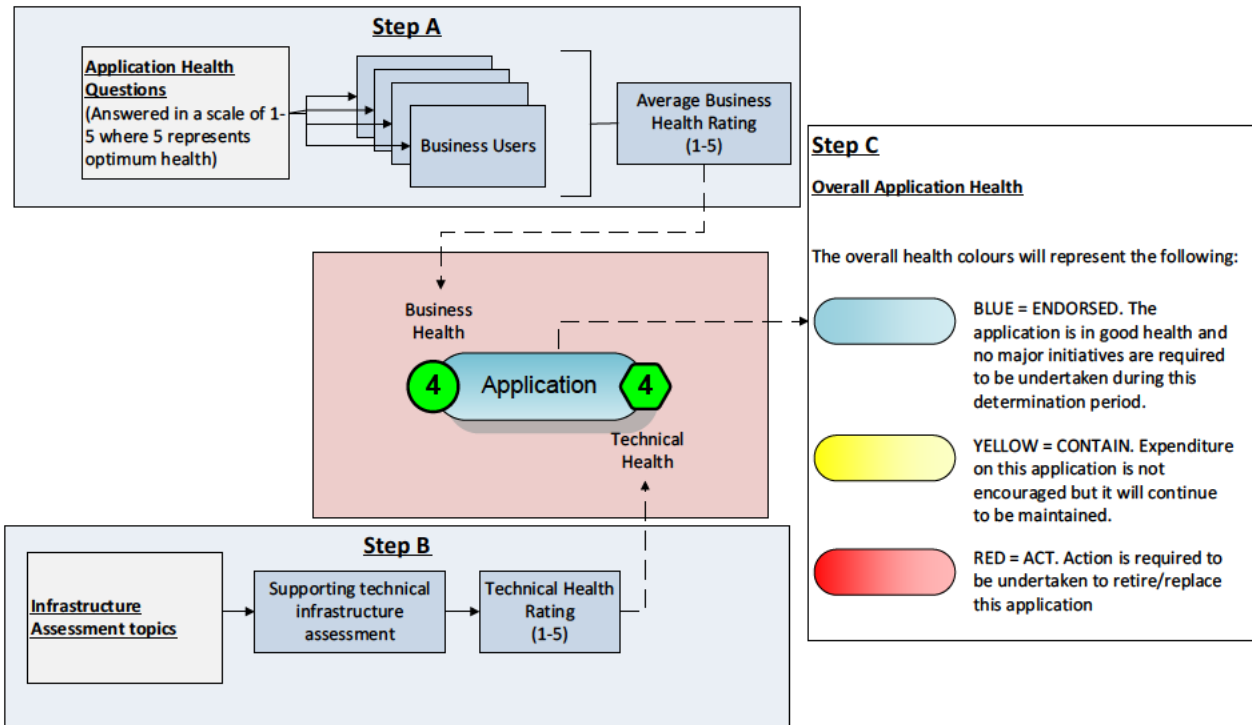 Step A
Application Health
Questions
(Answered in a scale of 1-
5 where 5 represents
optimum health)
Business Users
Average Business
Health Rating
(1-5)
Business
Health
4
Application
4
Technical
Health
Step B
Infrastructure
Assessment topics
Supporting technical
infrastructure
assessment
Technical Health
Rating
(1-5)
Step C
Overall Application Health
The overall health colours will represent the following:
BLUE = ENDORSED. The
application is in good health and
no major initiatives are required
to be undertaken during this
determination period.
YELLOW = CONTAIN. Expenditure
on this application is not
encouraged but it will continue
to be maintained.
RED = ACT. Action is required to
be undertaken to retire/replace
this application